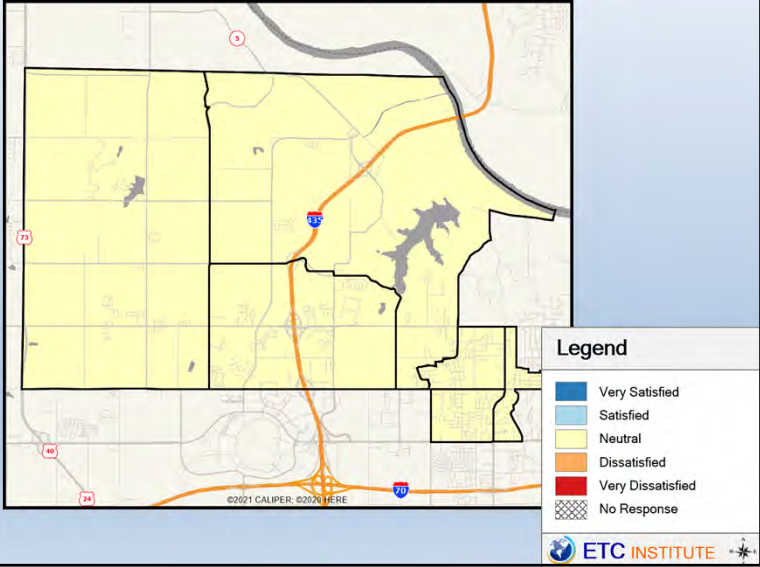 5
435
73
Legend
Very Satisfied
Satisfied
Neutral
Dissatisfied
Very Dissatisfied
No Response
40
24
70
©2021 CALIPER; ©2020 HERE
ETC INSTITUTE